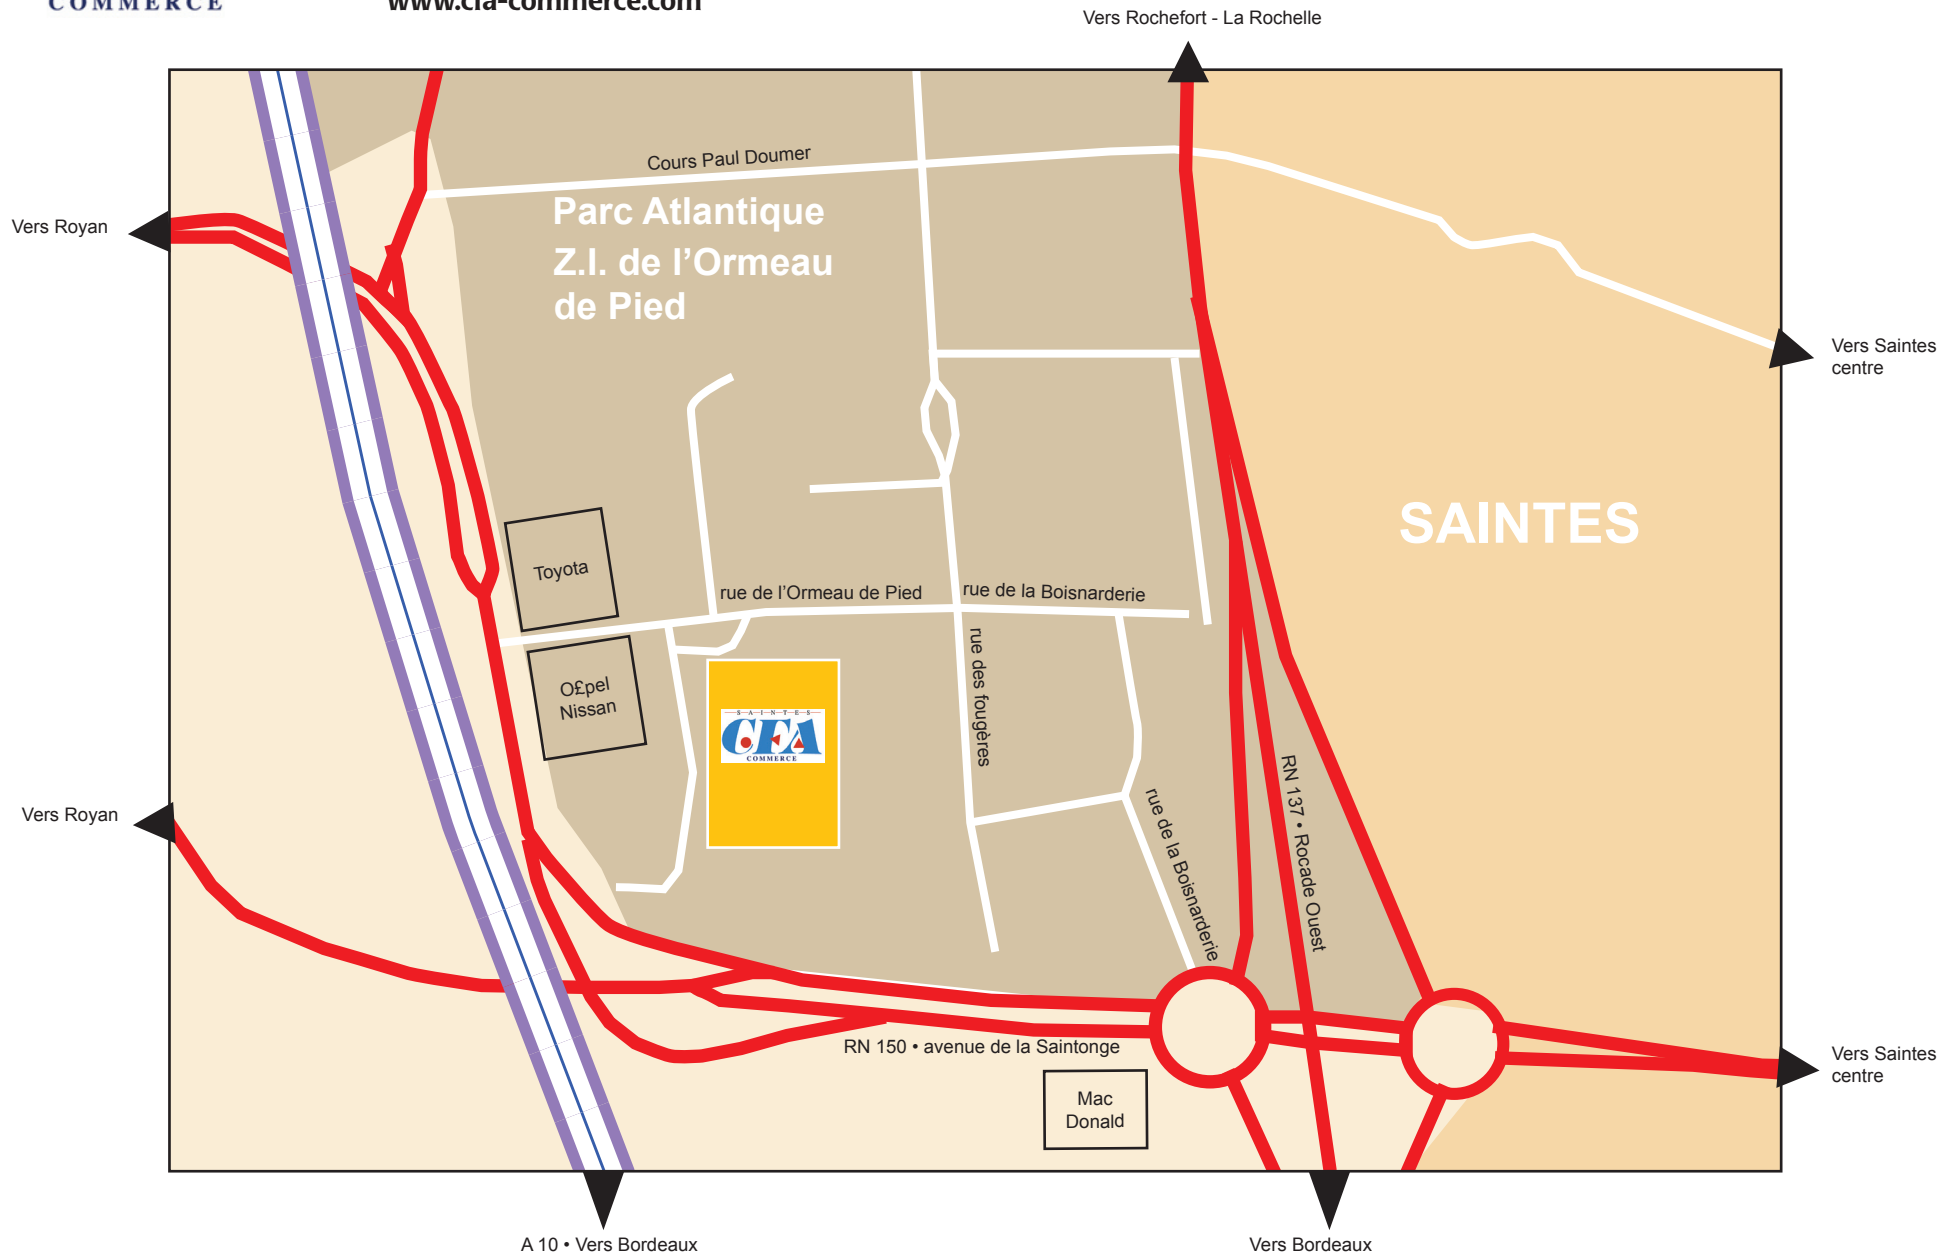 COMMERCE
www.cfa-commerce.com
Vers Rochefort - La Rochelle
Cours Paul Doumer
Parc Atlantique
Z.I. de l’Ormeau
de Pied
Vers Royan
Vers Saintes
centre
SAINTES
Toyota
rue de l’Ormeau de Pied
rue de la Boisnarderie
O£pel
Nissan
rue des fougères
SAINTES
CFA
COMMERCE
RN 137 • Rocade Ouest
rue de la Boisnarderie
Vers Royan
RN 150 • avenue de la Saintonge
Mac
Donald
Vers Saintes
centre
A 10 • Vers Bordeaux
Vers Bordeaux